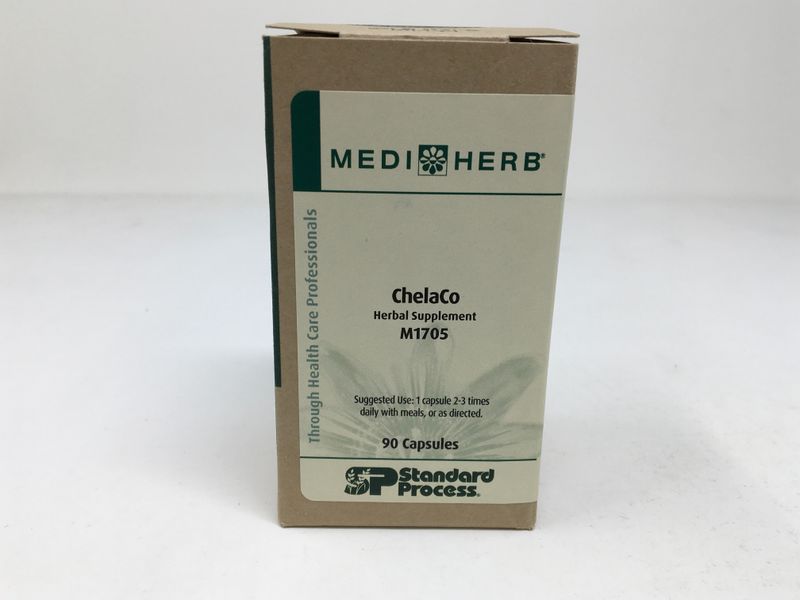 MEDI HERB®
Through Health Care Professionals
ChelaCo
Herbal Supplement
M1705
Suggested Use: 1 capsule 2-3 times
daily with meals, or as directed.
90 Capsules
SP Standard
Process®